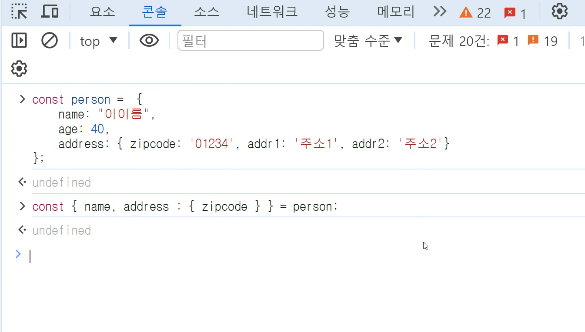 요소 콘솔 소스 네트워크 성능 메모리 22 1
top 필터 맞춤 수준 문제 20건: 1 19
const person = {
name: "이이름",
age: 40,
address: { zipcode: '01234', addr1: '주소1', addr2: '주소2'}
};
undefined
const { name, address : { zipcode } } = person;
undefined